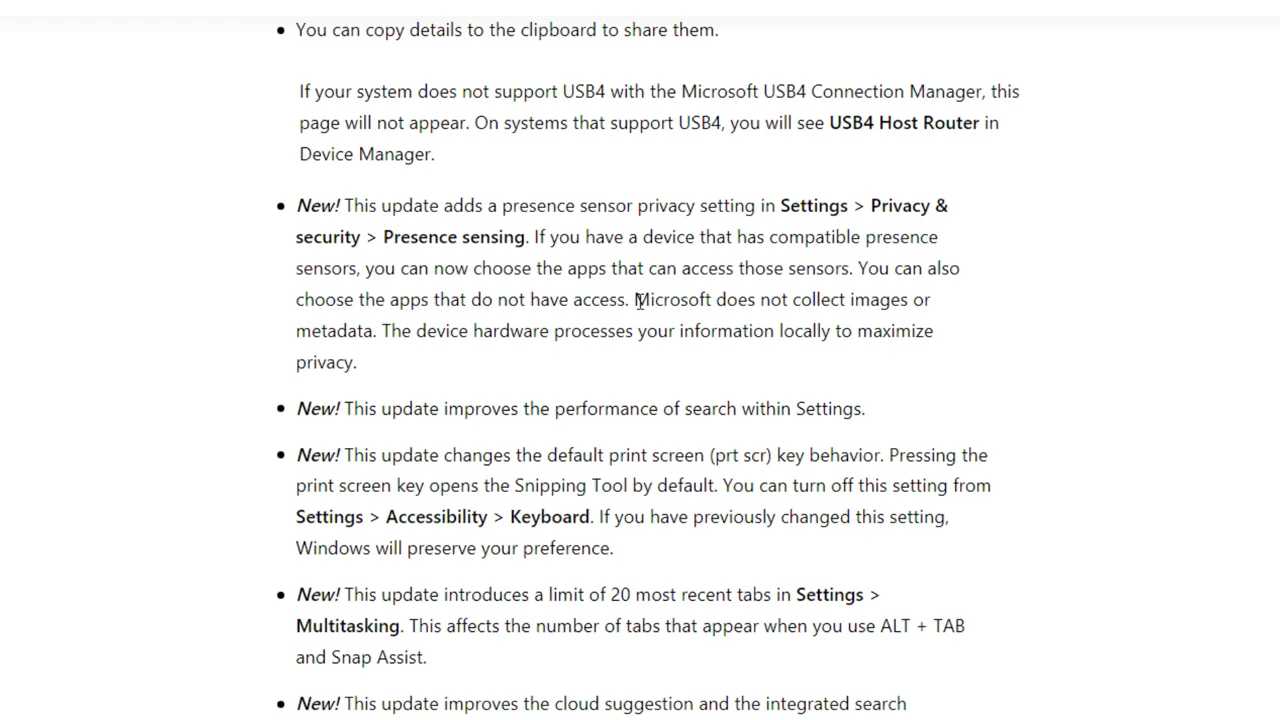 You can copy details to the clipboard to share them.
If your system does not support USB4 with the Microsoft USB4 Connection Manager, this
page will not appear. On systems that support USB4, you will see USB4 Host Router in
Device Manager.
New! This update adds a presence sensor privacy setting in Settings > Privacy &
security > Presence sensing. If you have a device that has compatible presence
sensors, you can now choose the apps that can access those sensors. You can also
choose the apps that do not have access. Microsoft does not collect images or
metadata. The device hardware processes your information locally to maximize
privacy.
New! This update improves the performance of search within Settings.
New! This update changes the default print screen (prt scr) key behavior. Pressing the
print screen key opens the Snipping Tool by default. You can turn off this setting from
Settings > Accessibility > Keyboard. If you have previously changed this setting,
Windows will preserve your preference.
New! This update introduces a limit of 20 most recent tabs in Settings >
Multitasking. This affects the number of tabs that appear when you use ALT + TAB
and Snap Assist.
New! This update improves the cloud suggestion and the integrated search